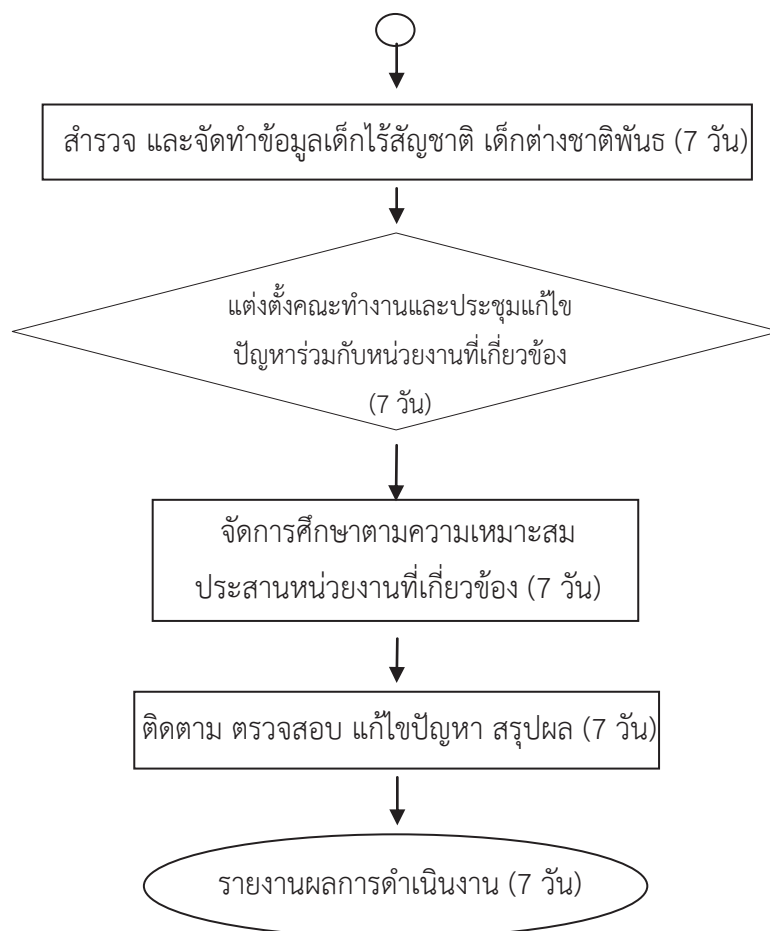 สำรวจ และจัดทำข้อมูลเด็กไร้สัญชาติ เด็กต่างชาติพันธ (7 วัน)
แต่งตั้งคณะทำงานและประชุมแก้ไข
ปัญหาร่วมกับหน่วยงานที่เกี่ยวข้อง
(7 วัน)
จัดการศึกษาตามความเหมาะสม
ประสานหน่วยงานที่เกี่ยวข้อง (7 วัน)
ติดตาม ตรวจสอบ แก้ไขปัญหา สรุปผล (7 วัน)
รายงานผลการดำเนินงาน (7 วัน)